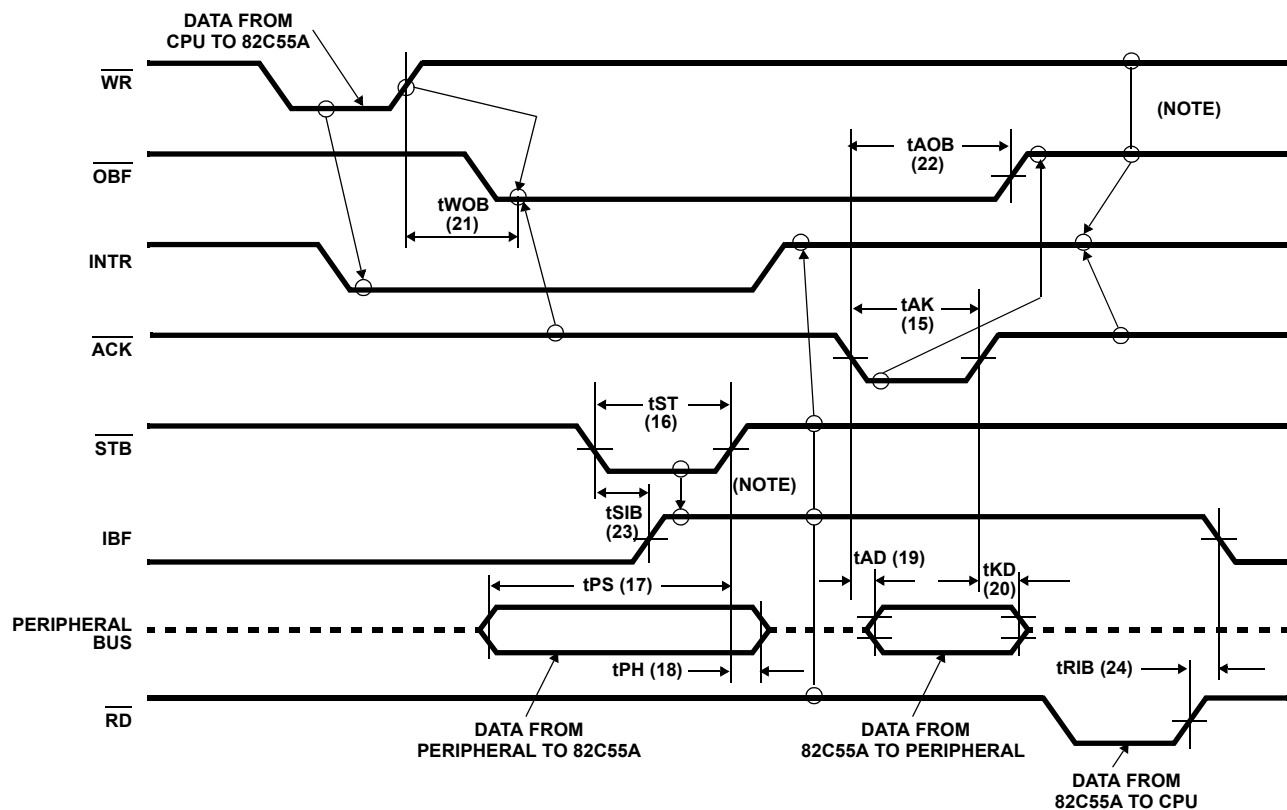 DATA FROM
CPU TO 82C55A
WR
(NOTE)
tAOB
(22)
OBF
tWOB
(21)
INTR
tAK
(15)
ACK
tST
(16)
STB
(NOTE)
tSIB
(23)
IBF
tAD (19)
tKD
(20)
tPS (17)
PERIPHERAL
BUS
tPH (18)
tRIB (24)
RD
DATA FROM
PERIPHERAL TO 82C55A
DATA FROM
82C55A TO PERIPHERAL
DATA FROM
82C55A TO CPU